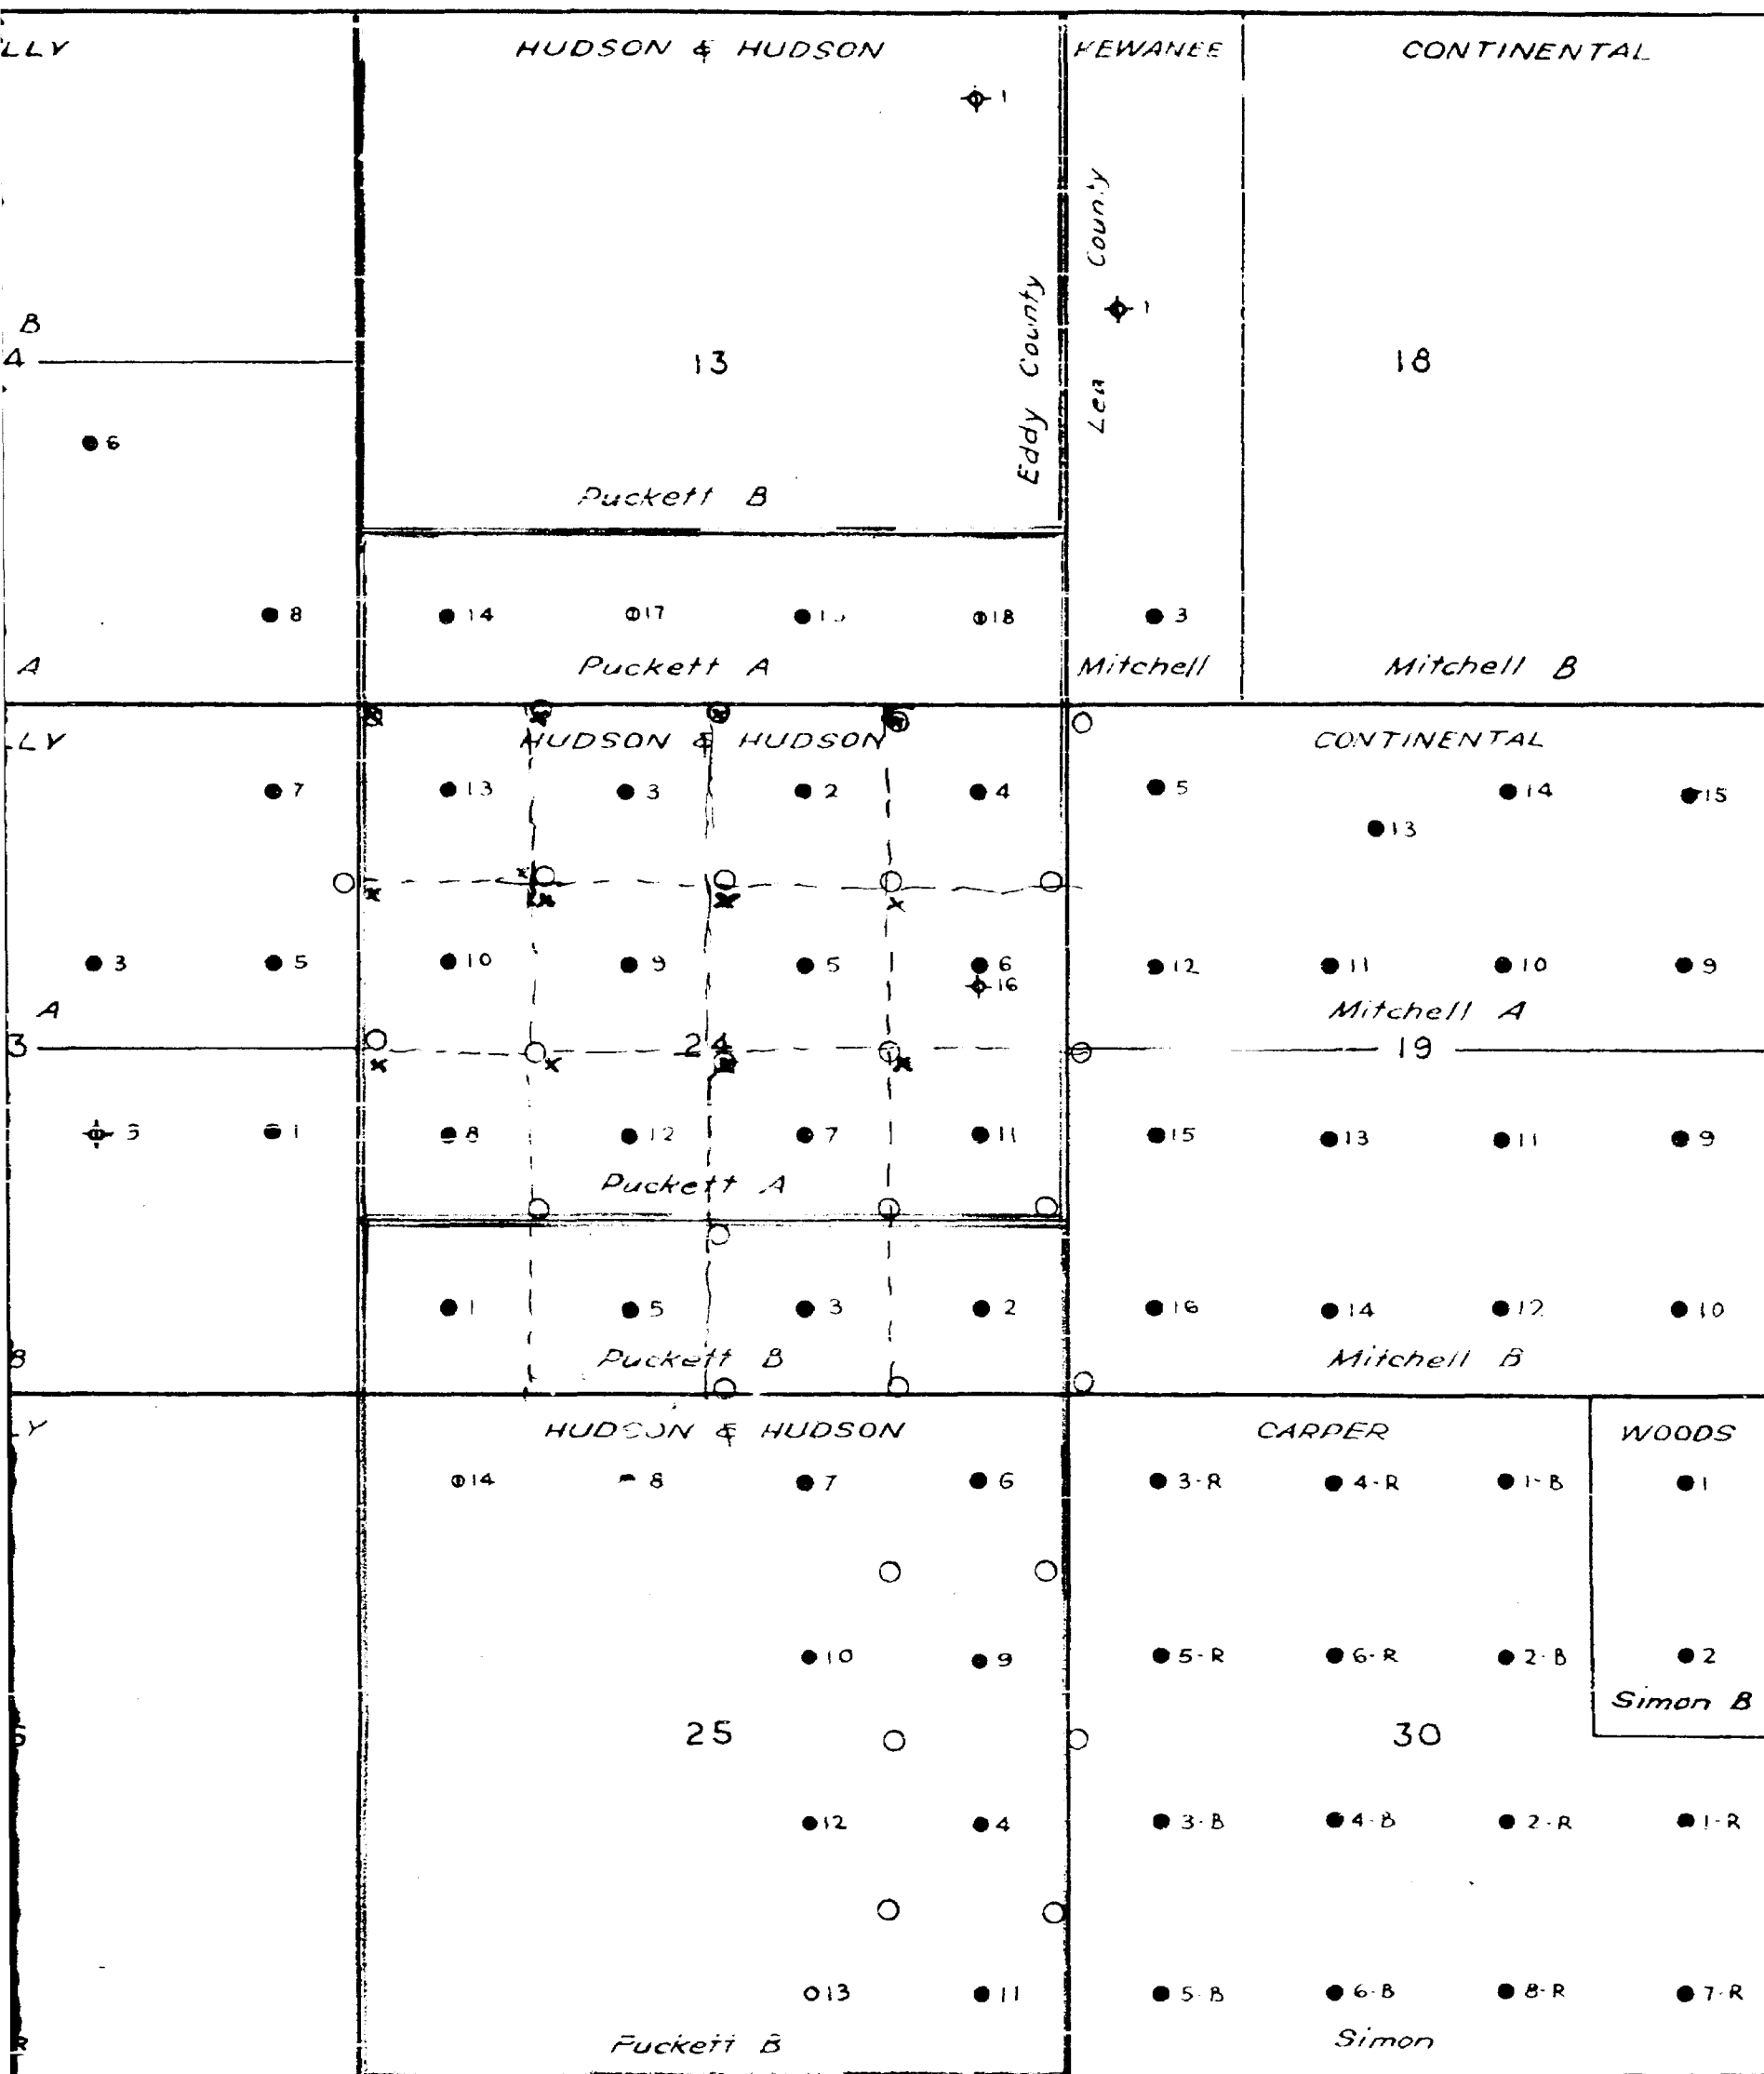 LLY HUDSON & HUDSON KEWANEE CONTINENTAL
1
Eddy County
Lea County
1
B
4 13 18
6
Puckett B
8 14 17 18 3
A Puckett A Mitchell Mitchell B
LY HUDSON & HUDSON CONTINENTAL
7 13 3 2 4 5 13 14 15
3 5 10 9 5 6 12 11 10 9
16
A Mitchell A
3 24 19
1 8 12 7 11 15 13 11 9
Puckett A
1 5 3 2 16 14 12 10
B Puckett B Mitchell B
LY HUDSON & HUDSON CARPER WOODS
14 8 7 6 3-R 4-R 1-B 1
10 9 5-R 6-R 2-B 2
Simon B
25 30
12 4 3-B 4-B 2-R 1-R
13 11 5-B 6-B 8-R 7-R
Puckett B Simon